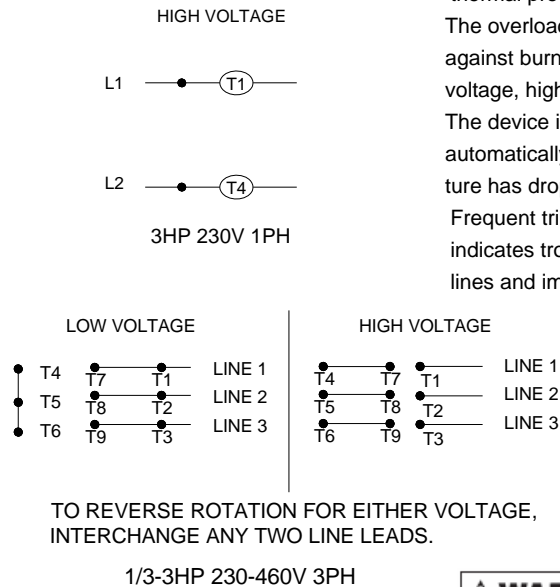 HIGH VOLTAGE
L1 T1
L2 T4
3HP 230V 1PH
The overload
against burn
voltage, high
The device i
automatically
ture has dro
Frequent tri
indicates tro
lines and im
LOW VOLTAGE
T4 T7 T1 LINE 1
T5 T8 T2 LINE 2
T6 T9 T3 LINE 3
HIGH VOLTAGE
T4 T7 T1 LINE 1
T5 T8 T2 LINE 2
T6 T9 T3 LINE 3
TO REVERSE ROTATION FOR EITHER VOLTAGE,
INTERCHANGE ANY TWO LINE LEADS.
1/3-3HP 230-460V 3PH